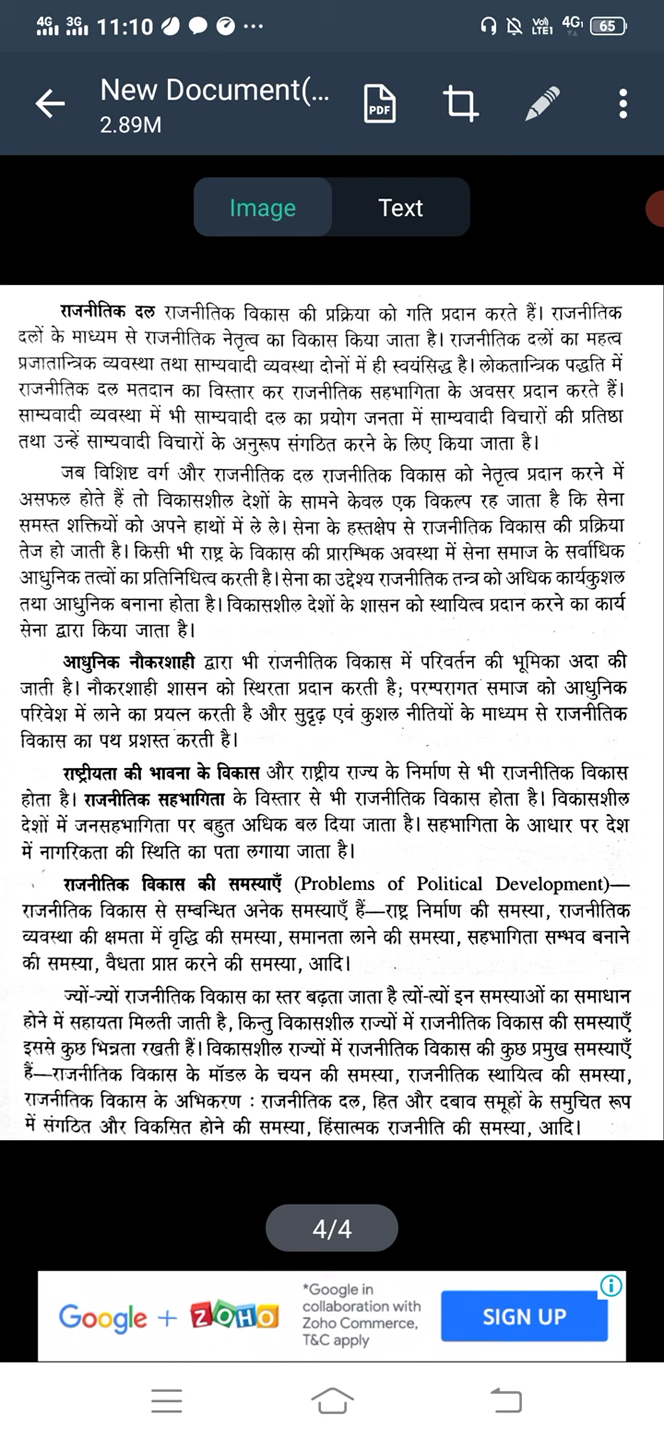 4G 3G 11:10 ... Vol) LTE1 4G 65
New Document(...
2.89M
PDF
Image Text
राजनीतिक दल राजनीतिक विकास की प्रक्रिया को गति प्रदान करते हैं। राजनीतिक
दलों के माध्यम से राजनीतिक नेतृत्व का विकास किया जाता है। राजनीतिक दलों का महत्व
प्रजातान्त्रिक व्यवस्था तथा साम्यवादी व्यवस्था दोनों में ही स्वयंसिद्ध है। लोकतान्त्रिक पद्धति में
राजनीतिक दल मतदान का विस्तार कर राजनीतिक सहभागिता के अवसर प्रदान करते हैं।
साम्यवादी व्यवस्था में भी साम्यवादी दल का प्रयोग जनता में साम्यवादी विचारों की प्रतिष्ठा
तथा उन्हें साम्यवादी विचारों के अनुरूप संगठित करने के लिए किया जाता है।
जब विशिष्ट वर्ग और राजनीतिक दल राजनीतिक विकास को नेतृत्व प्रदान करने में
असफल होते हैं तो विकासशील देशों के सामने केवल एक विकल्प रह जाता है कि सेना
समस्त शक्तियों को अपने हाथों में ले ले। सेना के हस्तक्षेप से राजनीतिक विकास की प्रक्रिया
तेज हो जाती है। किसी भी राष्ट्र के विकास की प्रारम्भिक अवस्था में सेना समाज के सर्वाधिक
आधुनिक तत्वों का प्रतिनिधित्व करती है। सेना का उद्देश्य राजनीतिक तन्त्र को अधिक कार्यकुशल
तथा आधुनिक बनाना होता है। विकासशील देशों के शासन को स्थायित्व प्रदान करने का कार्य
सेना द्वारा किया जाता है।
आधुनिक नौकरशाही द्वारा भी राजनीतिक विकास में परिवर्तन की भूमिका अदा की
जाती है। नौकरशाही शासन को स्थिरता प्रदान करती है; परम्परागत समाज को आधुनिक
परिवेश में लाने का प्रयत्न करती है और सुदृढ़ एवं कुशल नीतियों के माध्यम से राजनीतिक
विकास का पथ प्रशस्त करती है।
राष्ट्रीयता की भावना के विकास और राष्ट्रीय राज्य के निर्माण से भी राजनीतिक विकास
होता है। राजनीतिक सहभागिता के विस्तार से भी राजनीतिक विकास होता है। विकासशील
देशों में जनसहभागिता पर बहुत अधिक बल दिया जाता है। सहभागिता के आधार पर देश
में नागरिकता की स्थिति का पता लगाया जाता है।
राजनीतिक विकास की समस्याएँ (Problems of Political Development)—
राजनीतिक विकास से सम्बन्धित अनेक समस्याएँ हैं—राष्ट्र निर्माण की समस्या, राजनीतिक
व्यवस्था की क्षमता में वृद्धि की समस्या, समानता लाने की समस्या, सहभागिता सम्भव बनाने
की समस्या, वैधता प्राप्त करने की समस्या, आदि।
ज्यों-ज्यों राजनीतिक विकास का स्तर बढ़ता जाता है त्यों-त्यों इन समस्याओं का समाधान
होने में सहायता मिलती जाती है, किन्तु विकासशील राज्यों में राजनीतिक विकास की समस्याएँ
इससे कुछ भिन्नता रखती हैं। विकासशील राज्यों में राजनीतिक विकास की कुछ प्रमुख समस्याएँ
हैं—राजनीतिक विकास के मॉडल के चयन की समस्या, राजनीतिक स्थायित्व की समस्या,
राजनीतिक विकास के अभिकरण : राजनीतिक दल, हित और दबाव समूहों के समुचित रूप
में संगठित और विकसित होने की समस्या, हिंसात्मक राजनीति की समस्या, आदि।
4/4
Google + ZOHO
*Google in
collaboration with
Zoho Commerce,
T&C apply
SIGN UP